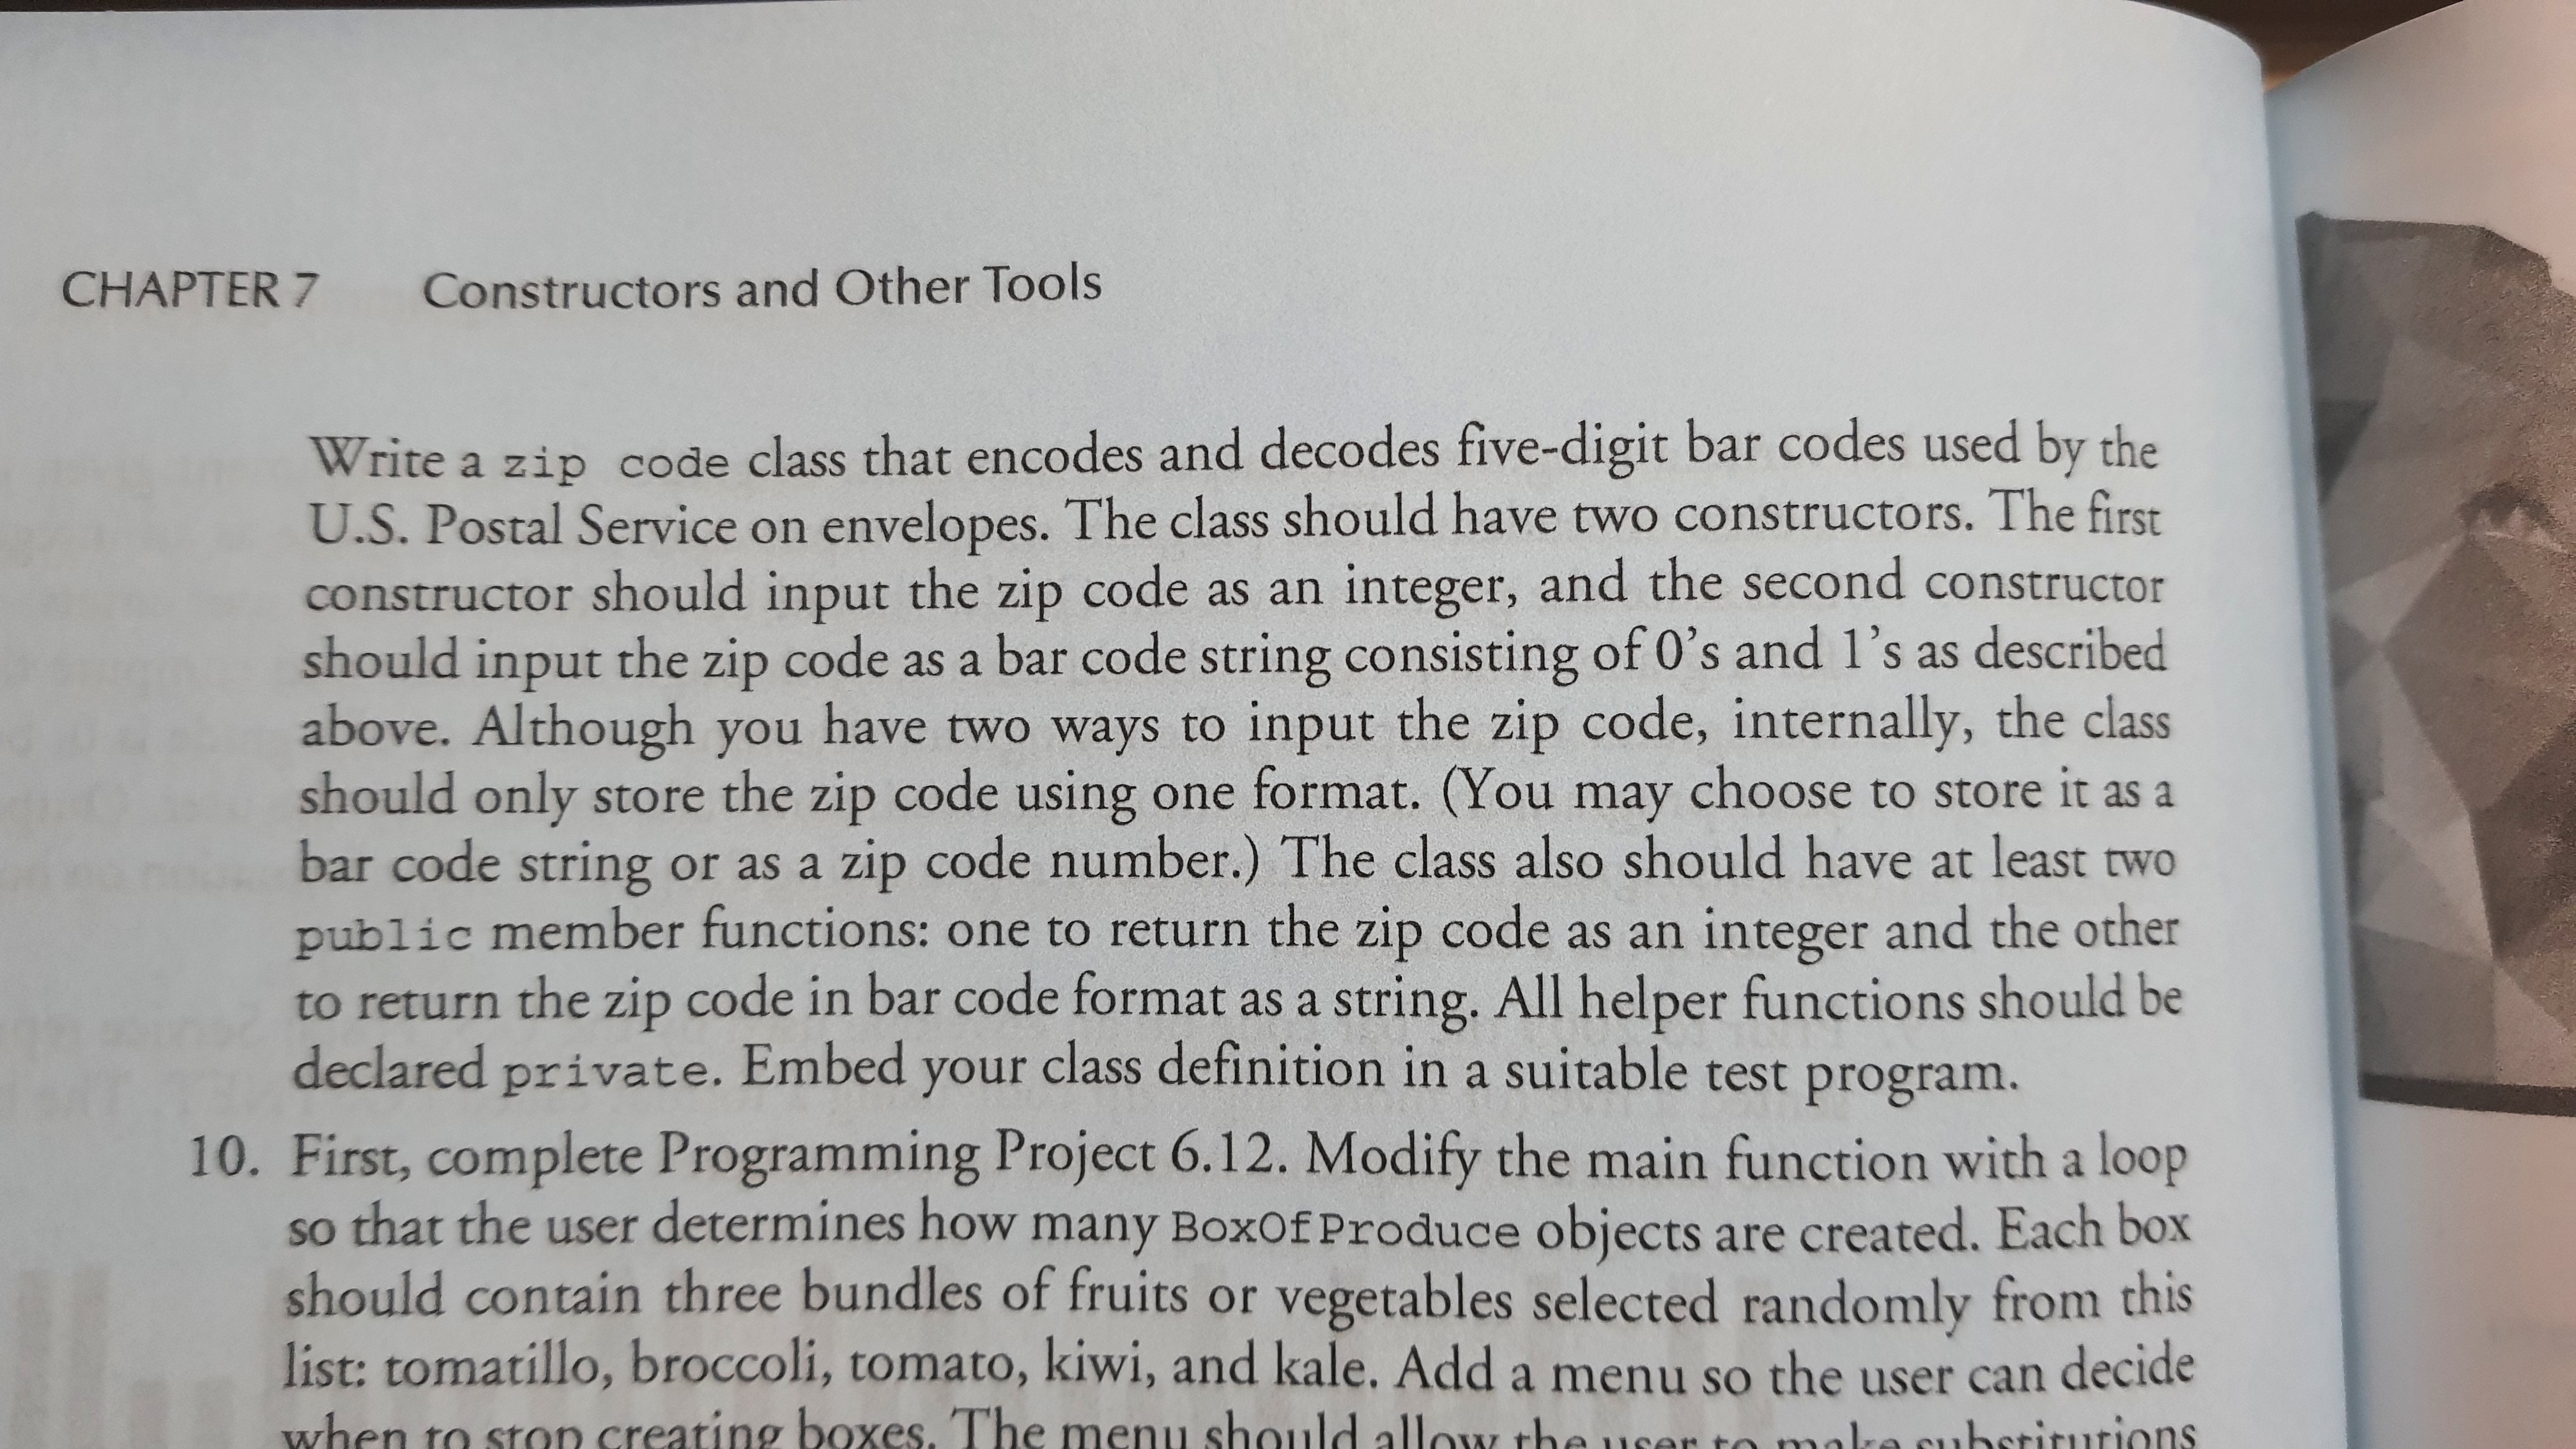 CHAPTER 7 Constructors and Other Tools
Write a zip code class that encodes and decodes five-digit bar codes used by the
U.S. Postal Service on envelopes. The class should have two constructors. The first
constructor should input the zip code as an integer, and the second constructor
should input the zip code as a bar code string consisting of 0's and 1's as described
above. Although you have two ways to input the zip code, internally, the class
should only store the zip code using one format. (You may choose to store it as a
bar code string or as a zip code number.) The class also should have at least two
public member functions: one to return the zip code as an integer and the other
to return the zip code in bar code format as a string. All helper functions should be
declared private. Embed your class definition in a suitable test program.
10. First, complete Programming Project 6.12. Modify the main function with a loop
so that the user determines how many BoxOfProduce objects are created. Each box
should contain three bundles of fruits or vegetables selected randomly from this
list: tomatillo, broccoli, tomato, kiwi, and kale. Add a menu so the user can decide
when to stop creating boxes. The menu should allow the user to make substitutions